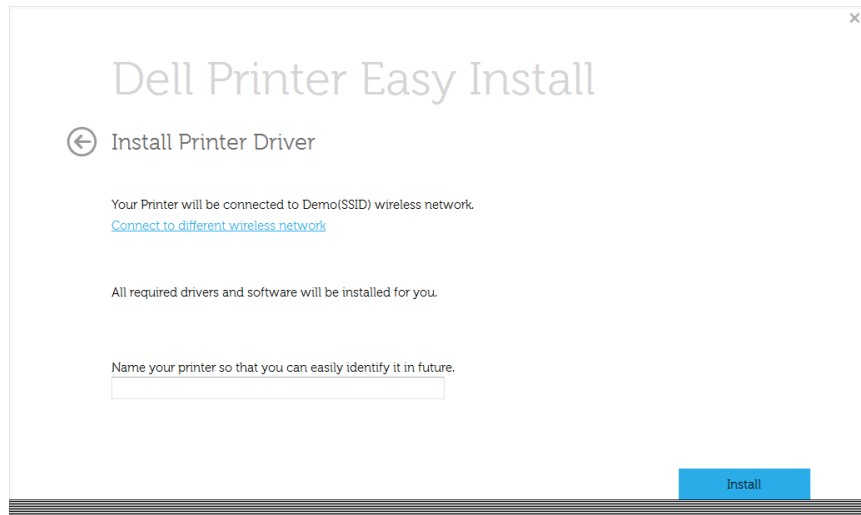 Dell Printer Easy Install
Install Printer Driver
Your Printer will be connected to Demo(SSID) wireless network.
Connect to different wireless network
All required drivers and software will be installed for you.
Name your printer so that you can easily identify it in future.
Install